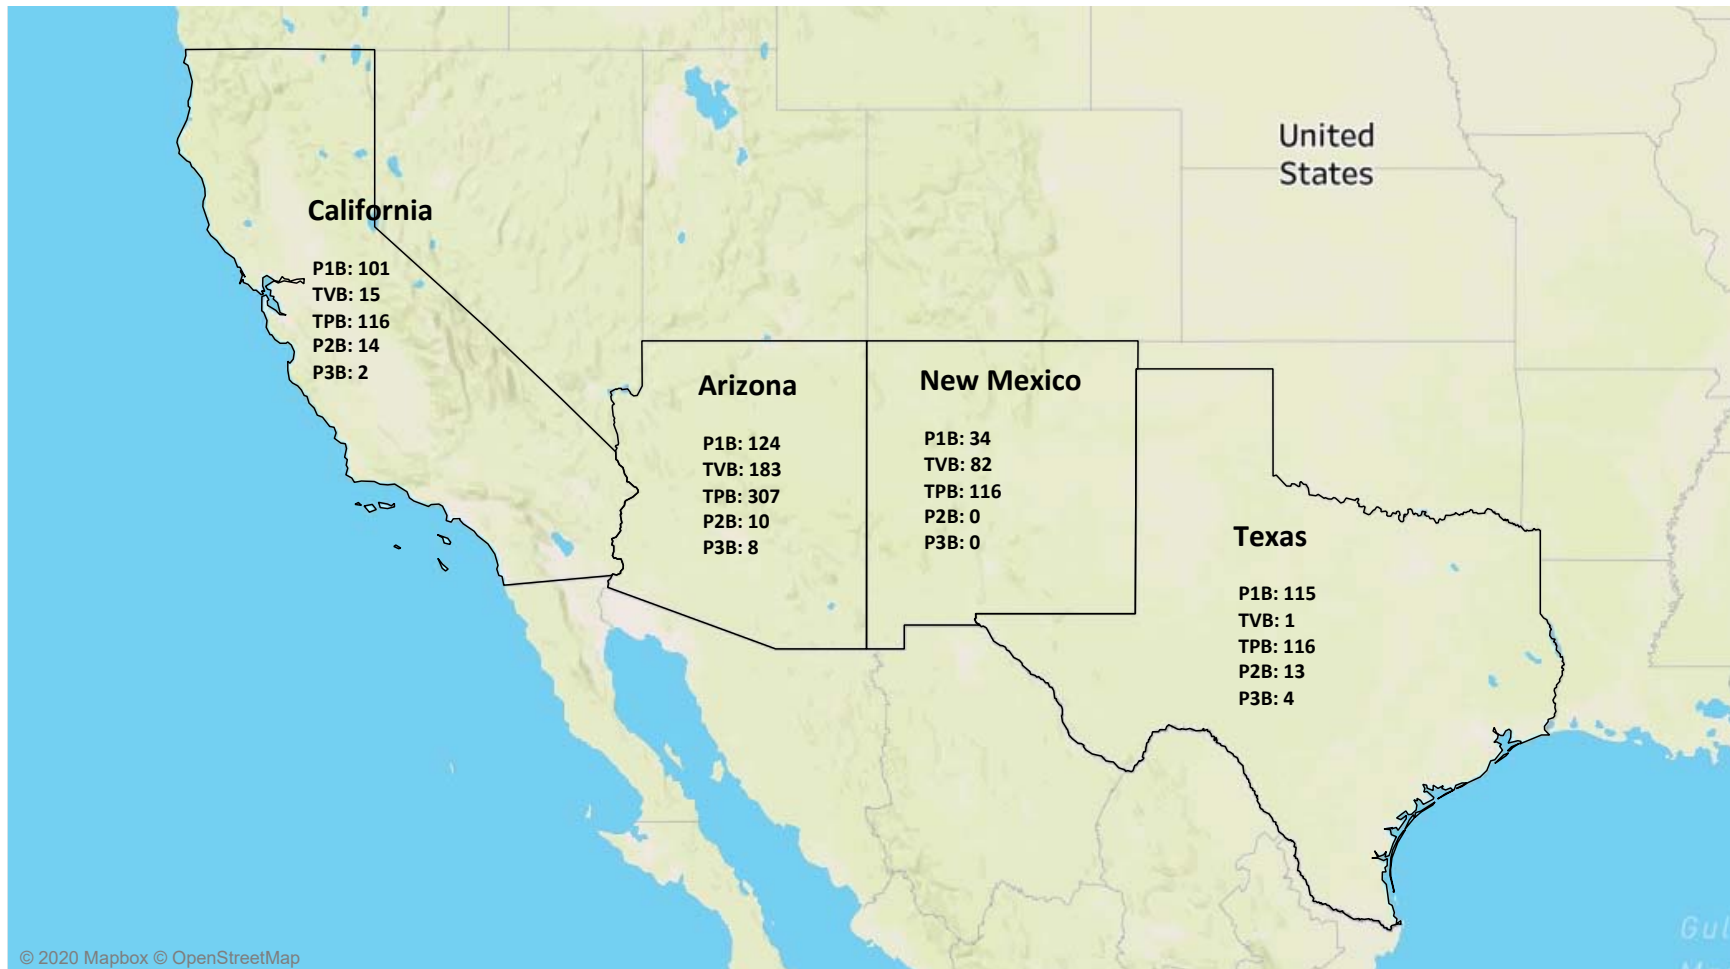 United
States
California
P1B: 101
TVB: 15
TPB: 116
P2B: 14
P3B: 2
Arizona
P1B: 124
TVB: 183
TPB: 307
P2B: 10
P3B: 8
New Mexico
P1B: 34
TVB: 82
TPB: 116
P2B: 0
P3B: 0
Texas
P1B: 115
TVB: 1
TPB: 116
P2B: 13
P3B: 4
Gul
© 2020 Mapbox © OpenStreetMap